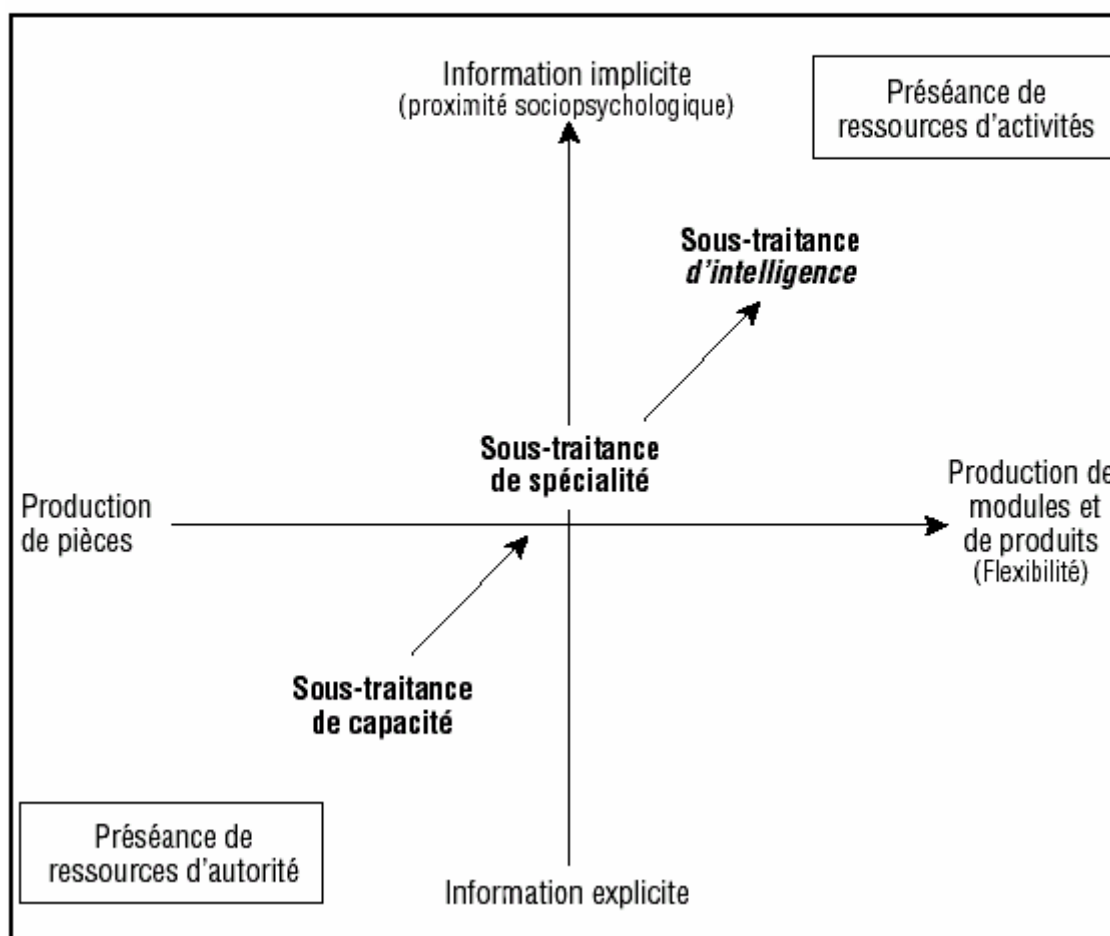 Information implicite
(proximité sociopsychologique)
Préséance de
ressources d'activités
Sous-traitance
d'intelligence
Sous-traitance
de spécialité
Production
de pièces
Production de
modules et
de produits
(Flexibilité)
Sous-traitance
de capacité
Préséance de
ressources d'autorité
Information explicite